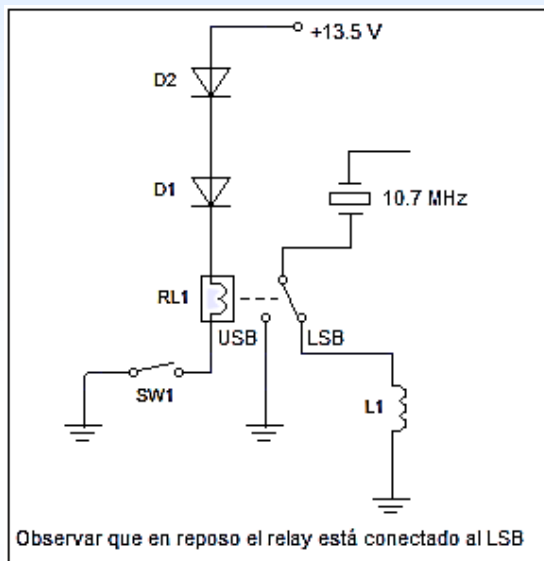 +13.5 V
D2
D1
10.7 MHz
RL1
USB
LSB
SW1
L1
Observar que en reposo el relay está conectado al LSB